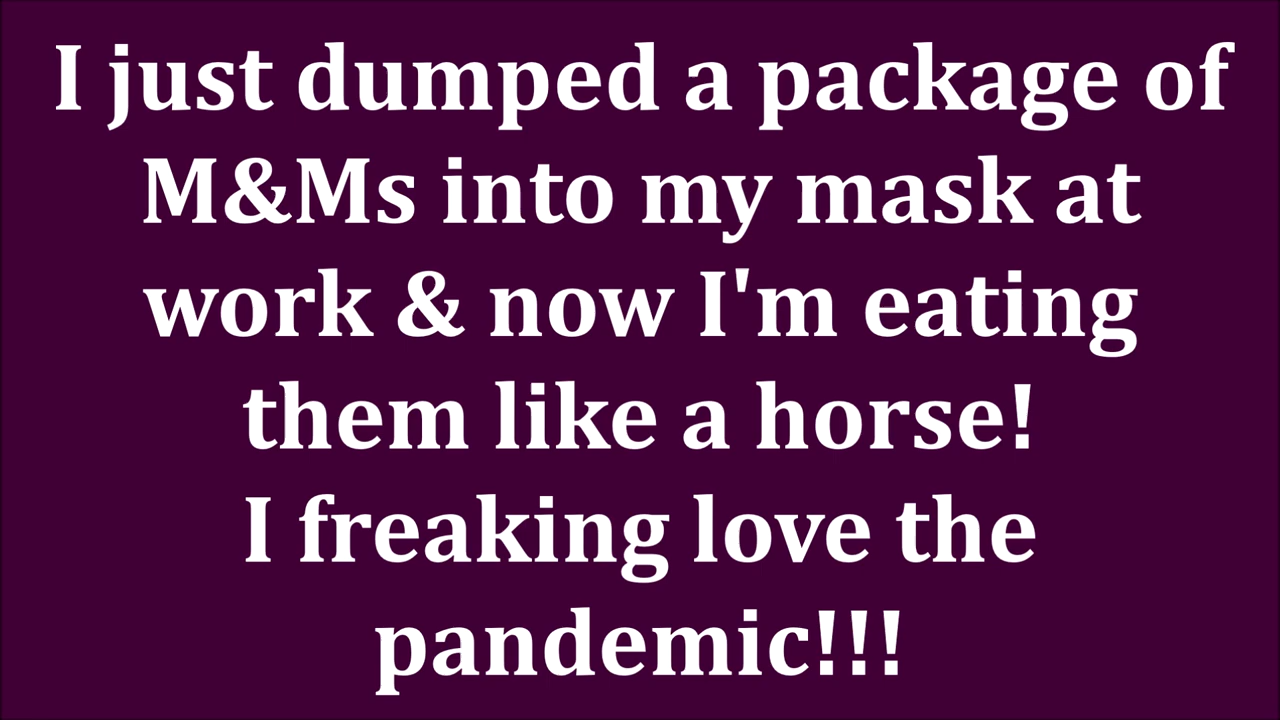 I just dumped a package of
M&Ms into my mask at
work & now I'm eating
them like a horse!
I freaking love the
pandemic!!!